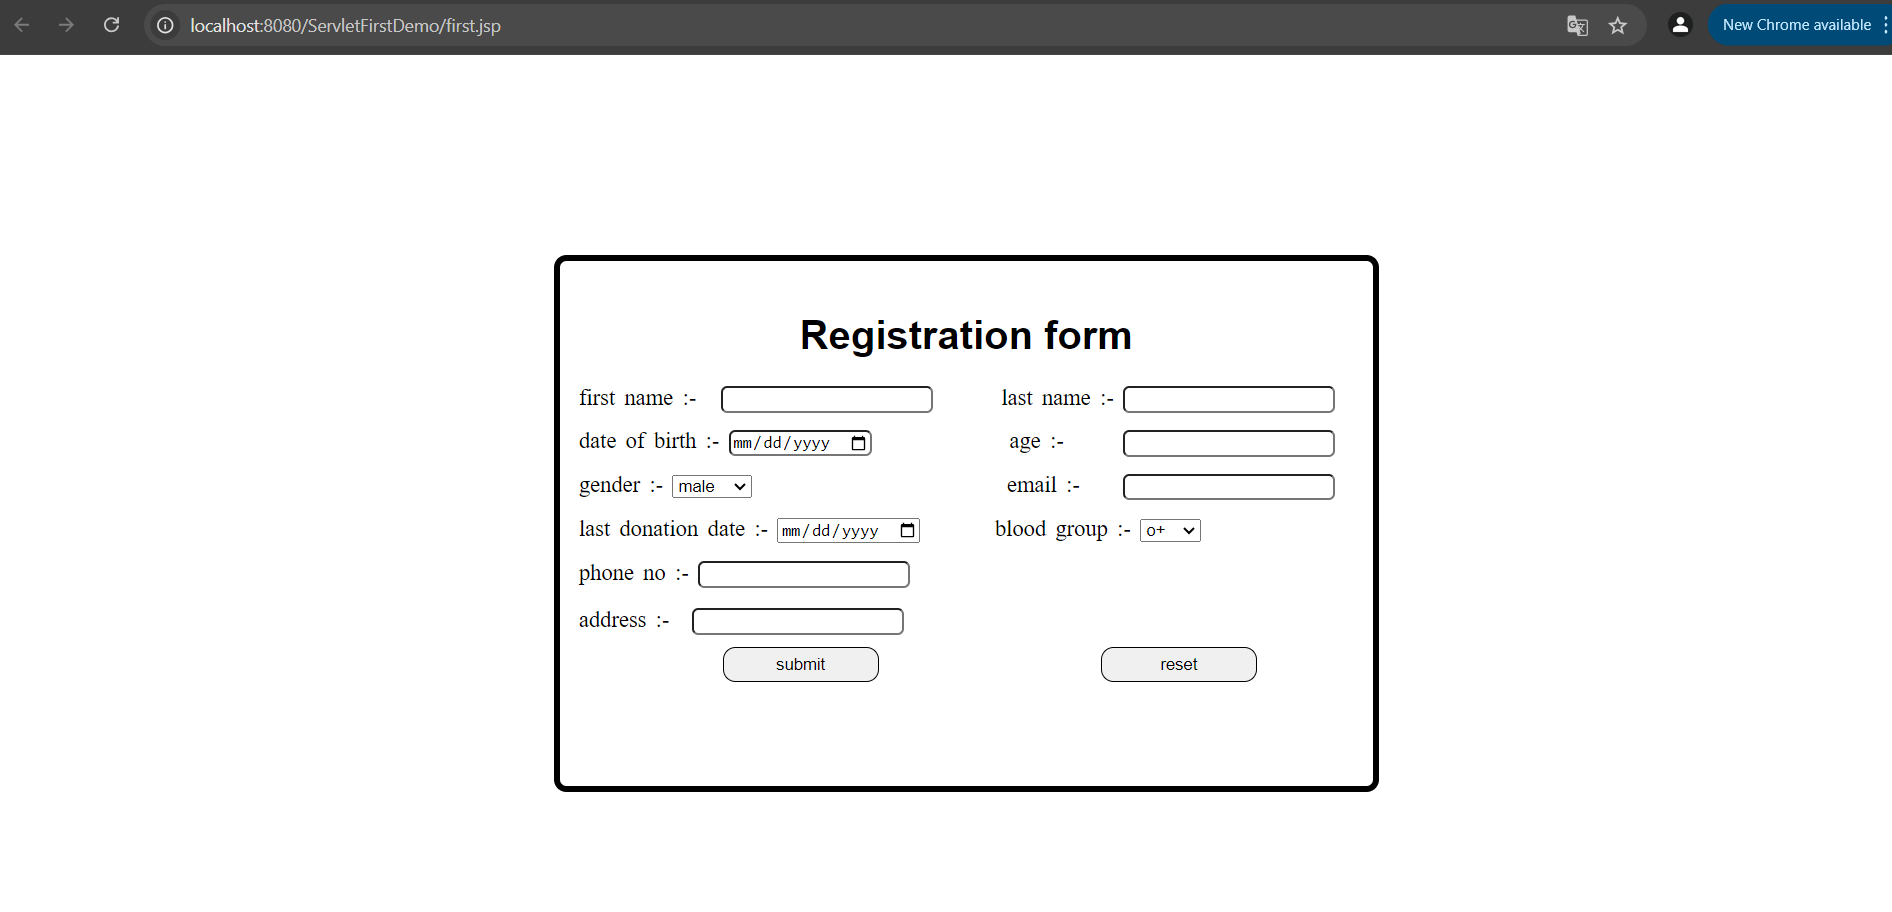 localhost:8080/ServletFirstDemo/first.jsp
New Chrome available
Registration form
first name :- last name :-
date of birth :- mm/dd/yyyy age :-
gender :- male email :-
last donation date :- mm/dd/yyyy blood group :- o+
phone no :-
address :-
submit reset